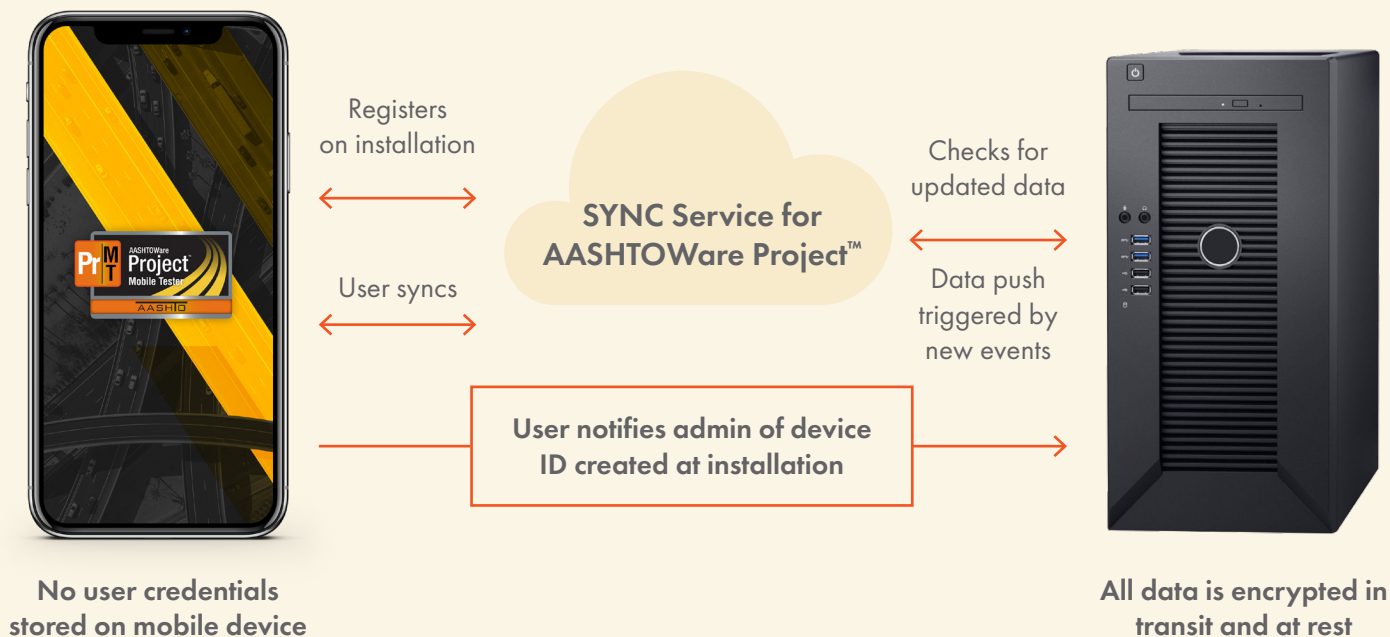 Pr
M
T
AASHTOWare
Project
Mobile Tester
AASHTO
Registers
on installation
User syncs
SYNC Service for
AASHTOWare Project™
Checks for
updated data
Data push
triggered by
new events
User notifies admin of device
ID created at installation
No user credentials
stored on mobile device
All data is encrypted in
transit and at rest